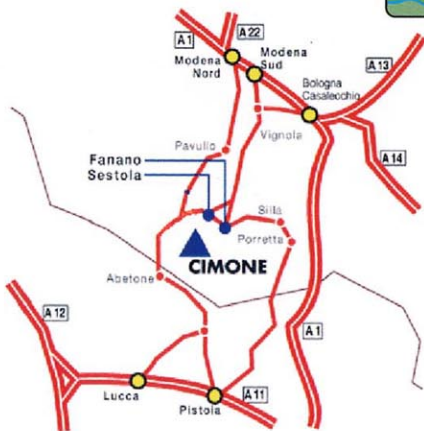 A1
A22
Modena
Nord
Modena
Sud
A13
Bologna
Casalecchio
Vignola
Pavullo
A14
Fanano
Sestola
Silla
Porretta
CIMONE
Abetone
A12
A1
Lucca
Pistoia
A11